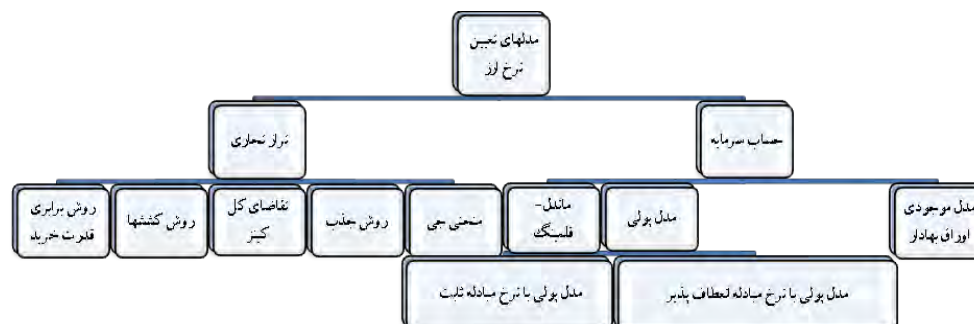 مدلهای تعیین
نرخ ارز
حساب سرمایه
تراز تجاری
مدل موجودی
اوراق بهادار
مدل پولی
ماندل-
فلمینگ
منحنی جی
روش جذب
تقاضای کل
کینز
روش کششها
روش برابری
قدرت خرید
مدل پولی با نرخ مبادله انعطاف پذیر
مدل پولی با نرخ مبادله ثابت